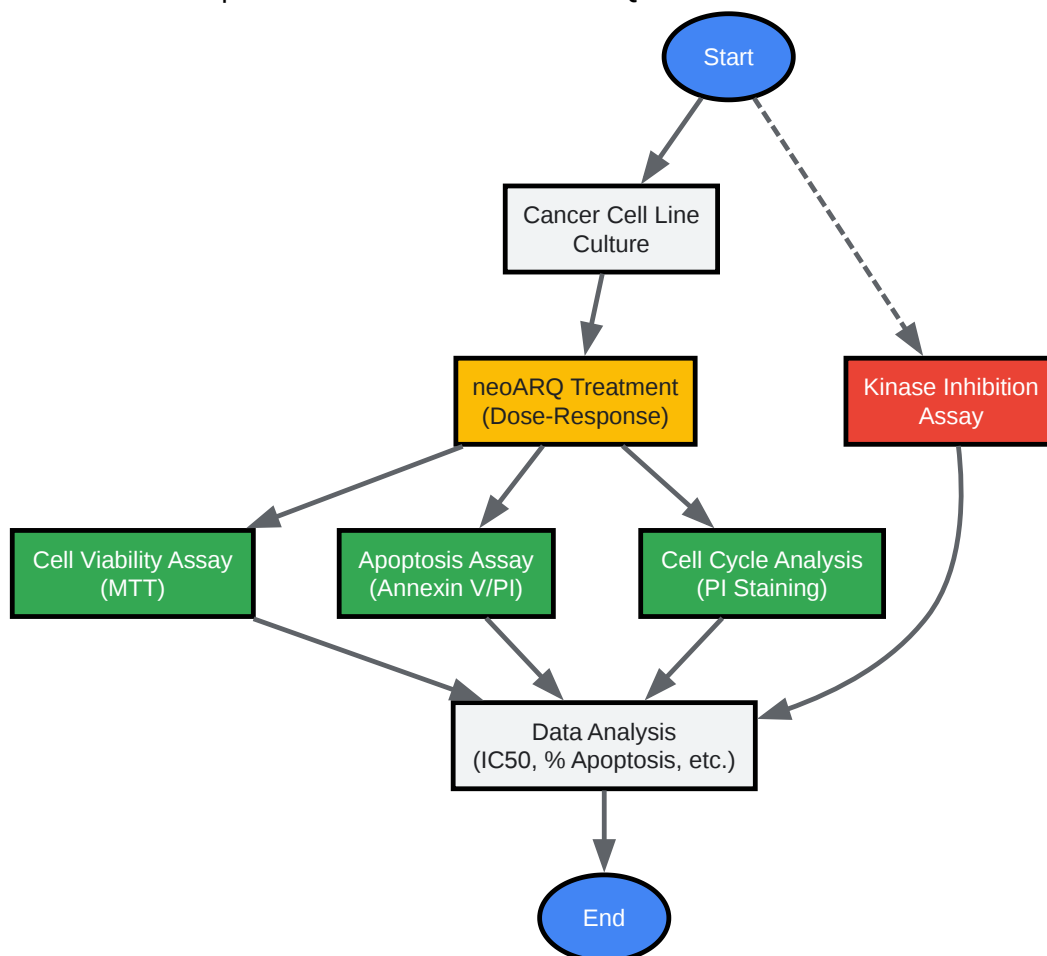 Start
Cancer Cell Line
Culture
neoARQ Treatment
(Dose-Response)
Kinase Inhibition
Assay
Cell Viability Assay
(MTT)
Apoptosis Assay
(Annexin V/PI)
Cell Cycle Analysis
(PI Staining)
Data Analysis
(IC50, % Apoptosis, etc.)
End